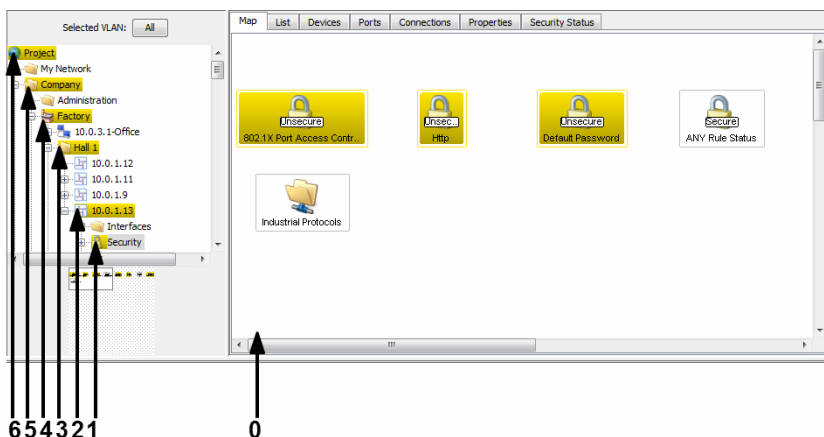 Selected VLAN: All
Project
My Network
Company
Administration
Factory
10.0.3.1-Office
Hall 1
10.0.1.12
10.0.1.11
10.0.1.9
10.0.1.13
Interfaces
Security
Map List Devices Ports Connections Properties Security Status
Unsecure Unsec... Unsecure Secure
802.1X Port Access Contr... Http Default Password ANY Rule Status
Industrial Protocols
6 5 4 3 2 1 0